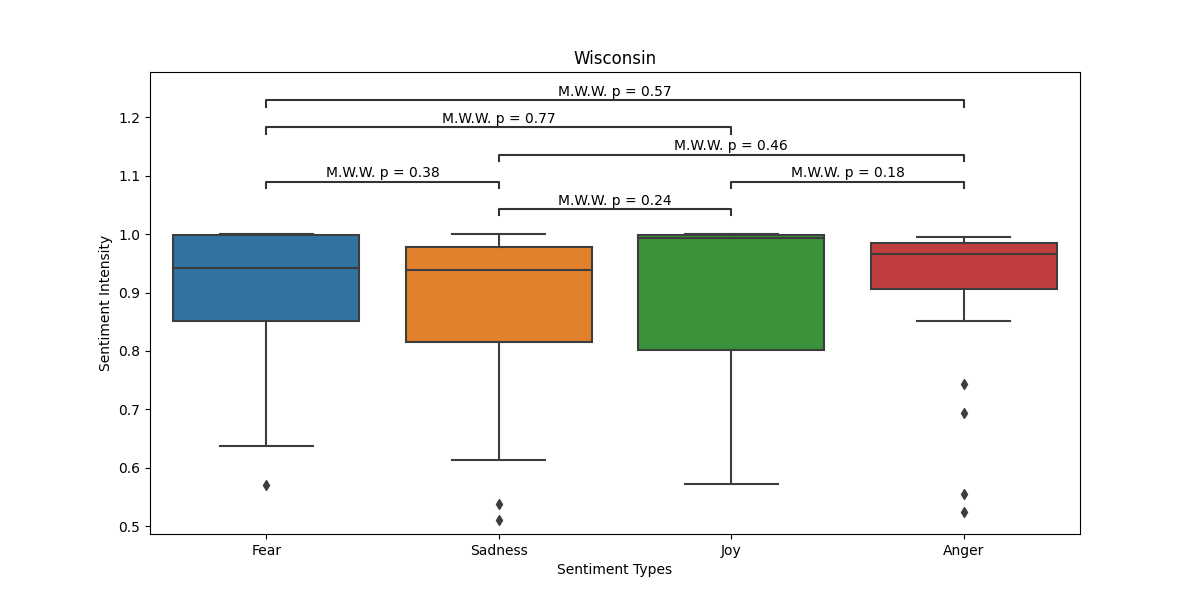 Wisconsin
M.W.W. p = 0.57
M.W.W. p = 0.77
M.W.W. p = 0.46
M.W.W. p = 0.38
M.W.W. p = 0.18
M.W.W. p = 0.24
Sentiment Intensity
1.2
1.1
1.0
0.9
0.8
0.7
0.6
0.5
Fear Sadness Joy Anger
Sentiment Types